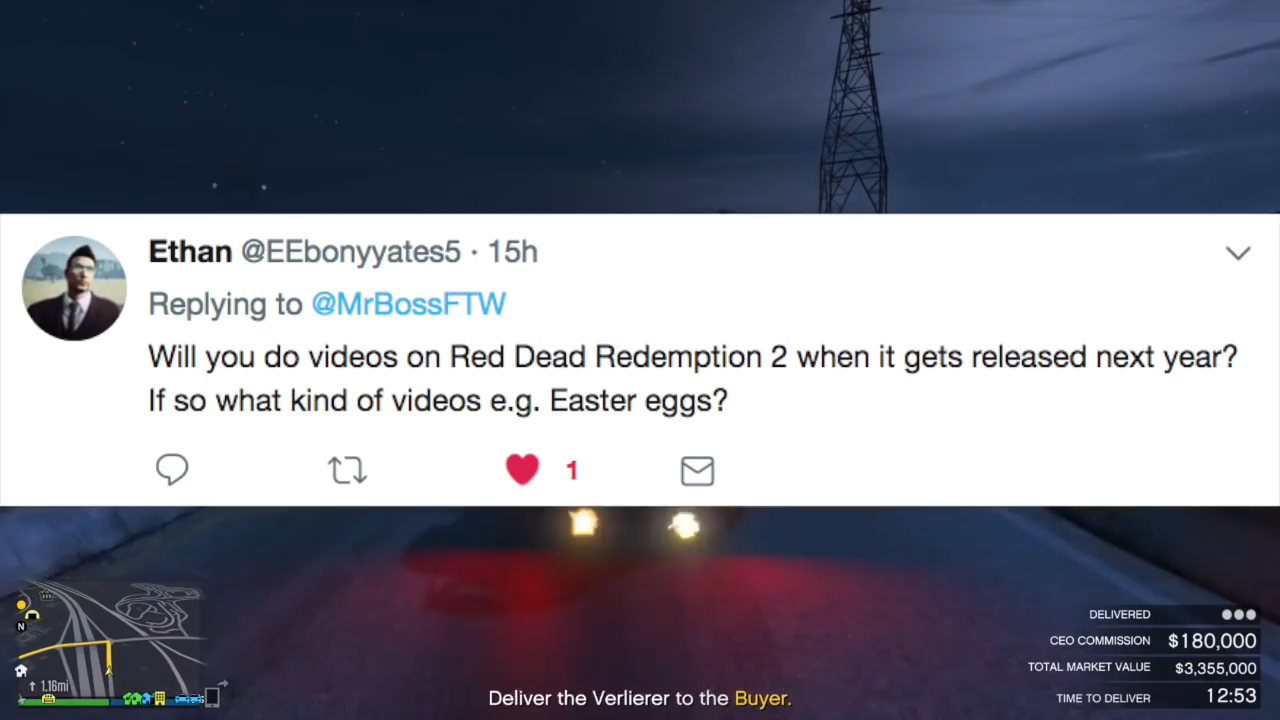 Ethan @EEbonyyates5 · 15h
Replying to @MrBossFTW
Will you do videos on Red Dead Redemption 2 when it gets released next year?
If so what kind of videos e.g. Easter eggs?
1
N
1.16mi
DELIVERED
CEO COMMISSION $180,000
TOTAL MARKET VALUE $3,355,000
TIME TO DELIVER 12:53
Deliver the Verlierer to the Buyer.